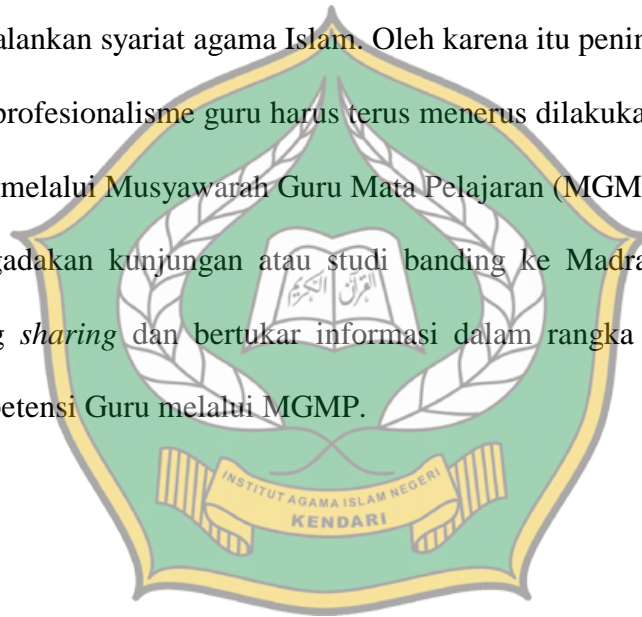 alankan syariat agama Islam. Oleh karena itu penin
profesionalisme guru harus terus menerus dilakuka
melalui Musyawarah Guru Mata Pelajaran (MGM
gadakan kunjungan atau studi banding ke Madra
القرآن الكريم
g sharing dan bertukar informasi dalam rangka
petensi Guru melalui MGMP.
INSTITUT AGAMA ISLAM NEGERI
KENDARI